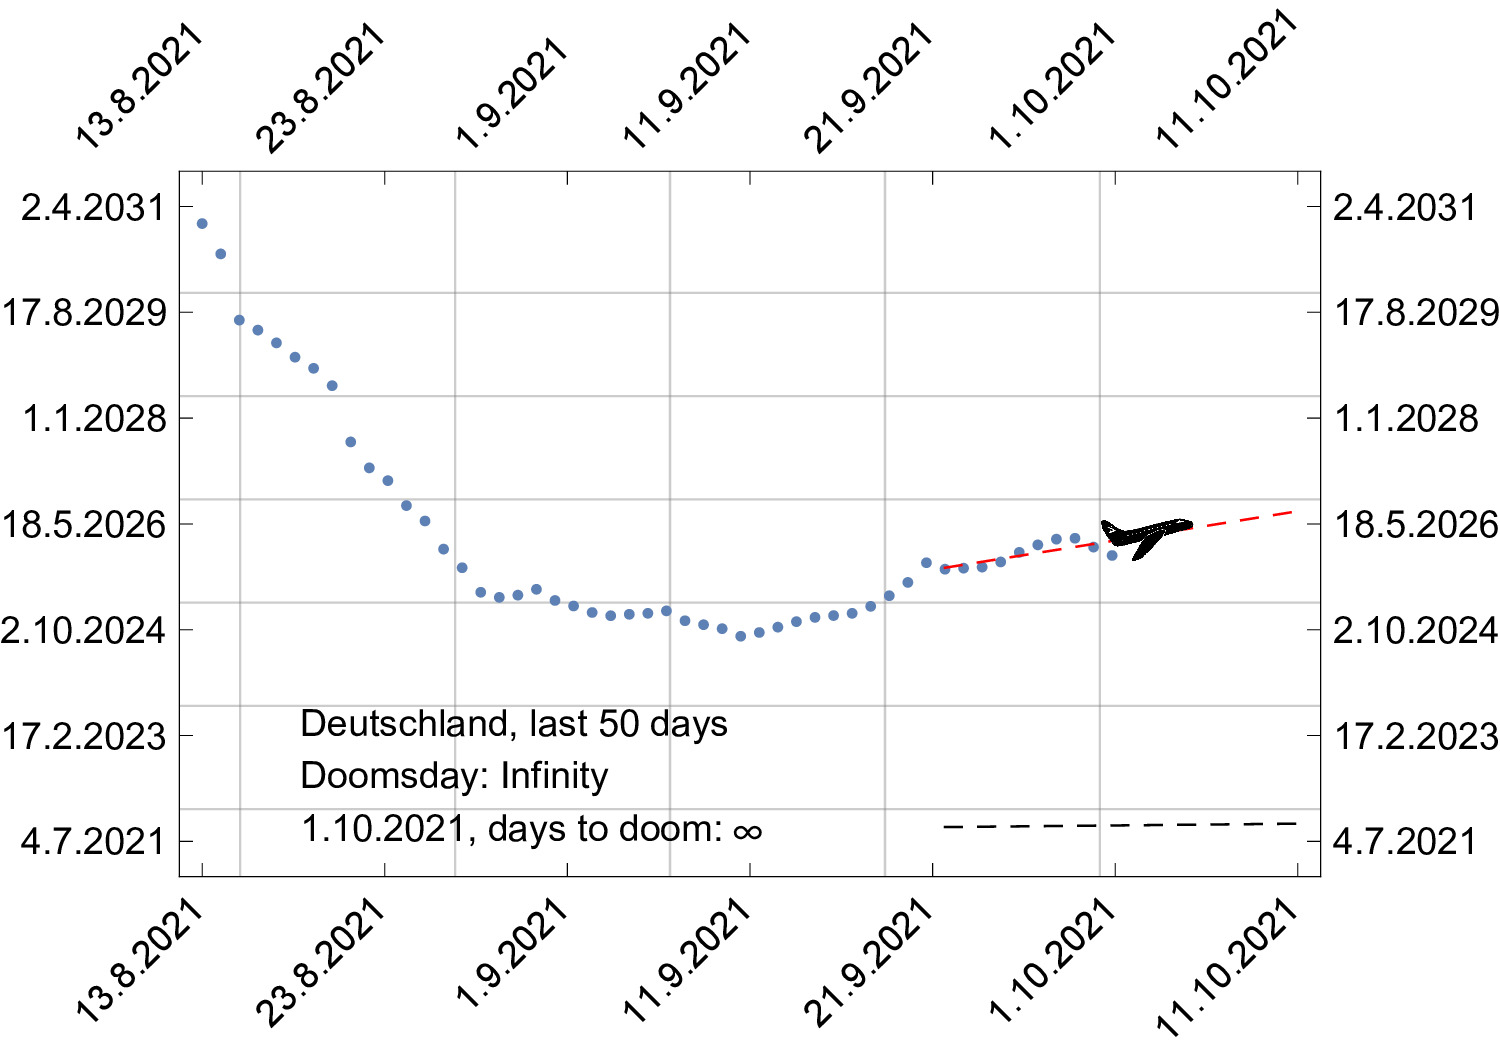 13.8.2021 23.8.2021 1.9.2021 11.9.2021 21.9.2021 1.10.2021 11.10.2021
2.4.2031 2.4.2031
17.8.2029 17.8.2029
1.1.2028 1.1.2028
18.5.2026 18.5.2026
2.10.2024 2.10.2024
Deutschland, last 50 days
17.2.2023 17.2.2023
Doomsday: Infinity
1.10.2021, days to doom: ∞
4.7.2021 4.7.2021
13.8.2021 23.8.2021 1.9.2021 11.9.2021 21.9.2021 1.10.2021 11.10.2021